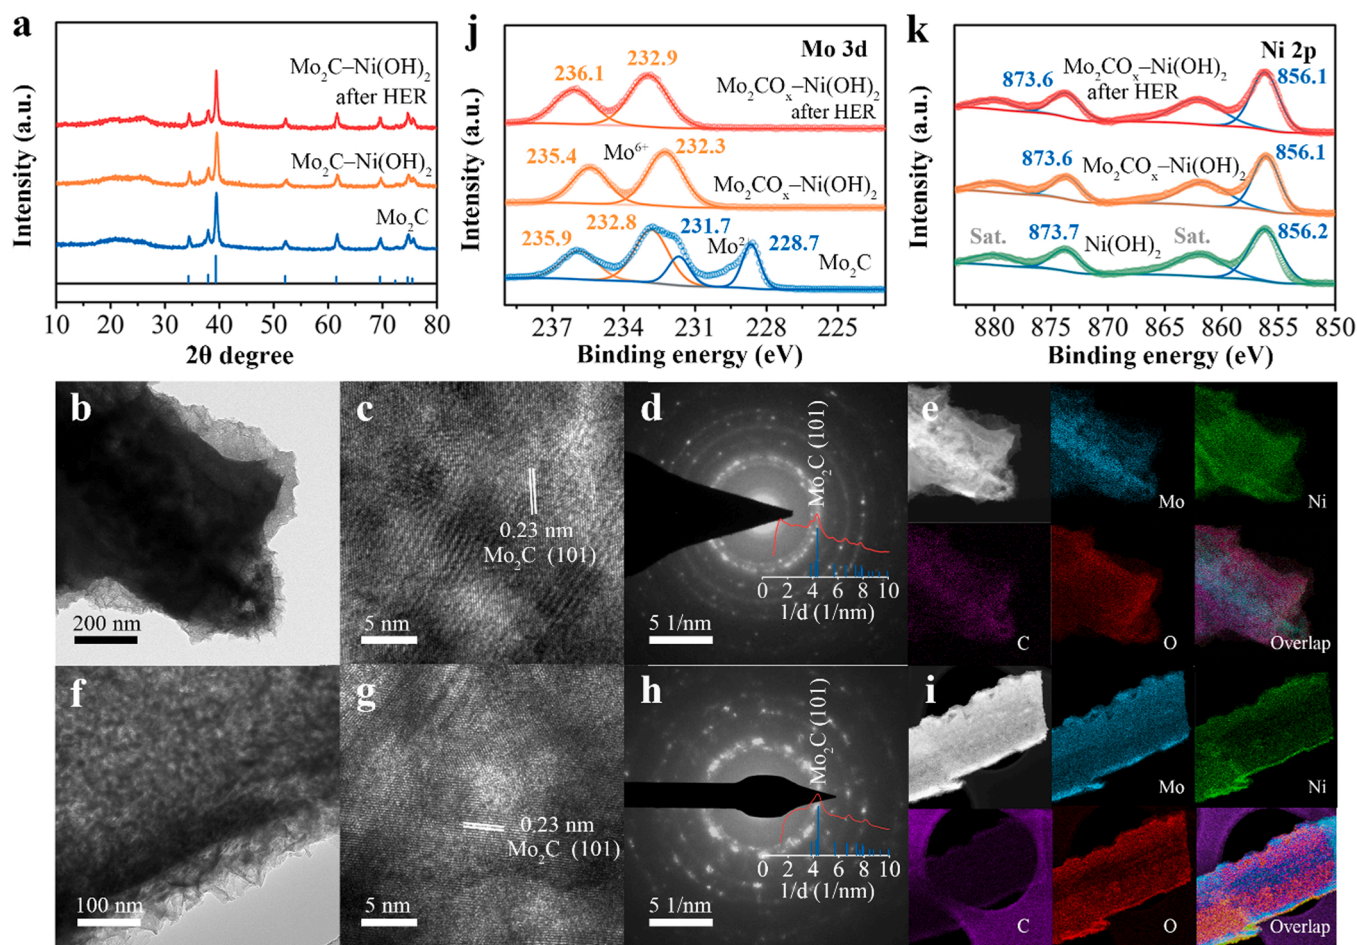 a
Intensity (a.u.)
Mo₂C–Ni(OH)₂
after HER
Mo₂C–Ni(OH)₂
Mo₂C
10 20 30 40 50 60 70 80
2θ degree
j
Intensity (a.u.)
Mo 3d
236.1
232.9
Mo₂COₓ–Ni(OH)₂
after HER
235.4
Mo⁶⁺
232.3
Mo₂COₓ–Ni(OH)₂
235.9
232.8
231.7
Mo²
228.7
Mo₂C
237 234 231 228 225
Binding energy (eV)
k
Intensity (a.u.)
Ni 2p
873.6
Mo₂COₓ–Ni(OH)₂
after HER
856.1
873.6
Mo₂COₓ–Ni(OH)₂
856.1
Sat.
873.7
Ni(OH)₂
Sat.
856.2
880 875 870 865 860 855 850
Binding energy (eV)
b
200 nm
c
0.23 nm
Mo₂C (101)
5 nm
d
Mo₂C (101)
0 2 4 6 8 10
1/d (1/nm)
5 1/nm
e
Mo
Ni
C
O
Overlap
f
100 nm
g
0.23 nm
Mo₂C (101)
5 nm
h
Mo₂C (101)
0 2 4 6 8 10
1/d (1/nm)
5 1/nm
i
Mo
Ni
C
O
Overlap